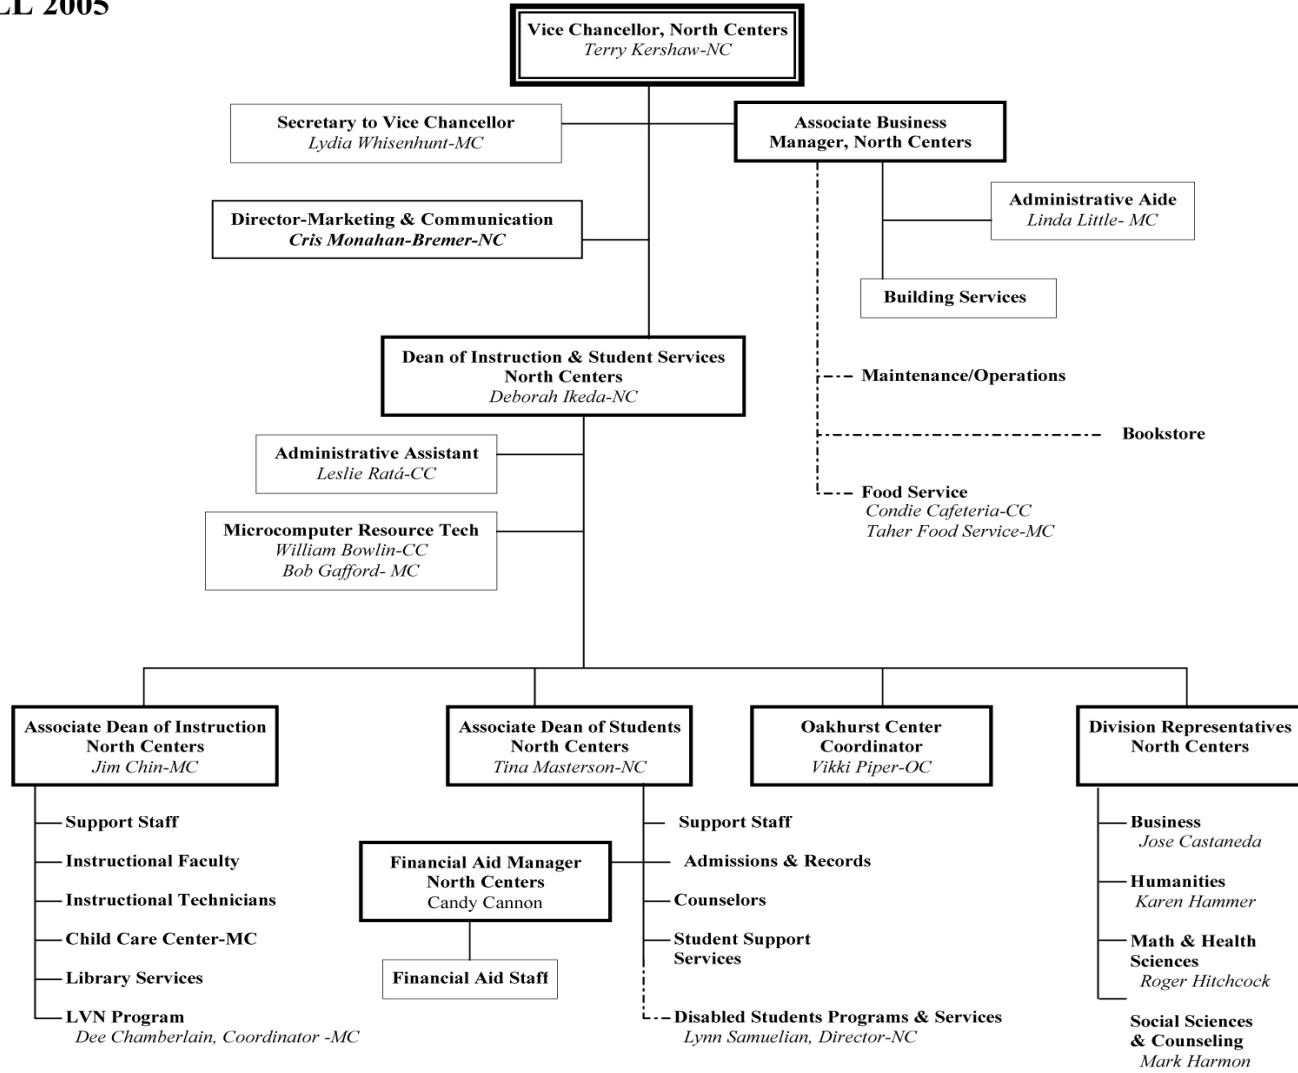 LL 2005
Vice Chancellor, North Centers
Terry Kershaw-NC
Secretary to Vice Chancellor
Lydia Whisenhunt-MC
Associate Business
Manager, North Centers
Director-Marketing & Communication
Cris Monahan-Bremer-NC
Administrative Aide
Linda Little- MC
Building Services
Dean of Instruction & Student Services
North Centers
Deborah Ikeda-NC
Maintenance/Operations
Bookstore
Administrative Assistant
Leslie Ratá-CC
Food Service
Condie Cafeteria-CC
Taher Food Service-MC
Microcomputer Resource Tech
William Bowlin-CC
Bob Gafford- MC
Associate Dean of Instruction
North Centers
Jim Chin-MC
Associate Dean of Students
North Centers
Tina Masterson-NC
Oakhurst Center
Coordinator
Vikki Piper-OC
Division Representatives
North Centers
Support Staff
Instructional Faculty
Instructional Technicians
Child Care Center-MC
Library Services
LVN Program
Dee Chamberlain, Coordinator -MC
Financial Aid Manager
North Centers
Candy Cannon
Financial Aid Staff
Support Staff
Admissions & Records
Counselors
Student Support
Services
Disabled Students Programs & Services
Lynn Samuelian, Director-NC
Business
Jose Castaneda
Humanities
Karen Hammer
Math & Health
Sciences
Roger Hitchcock
Social Sciences
& Counseling
Mark Harmon